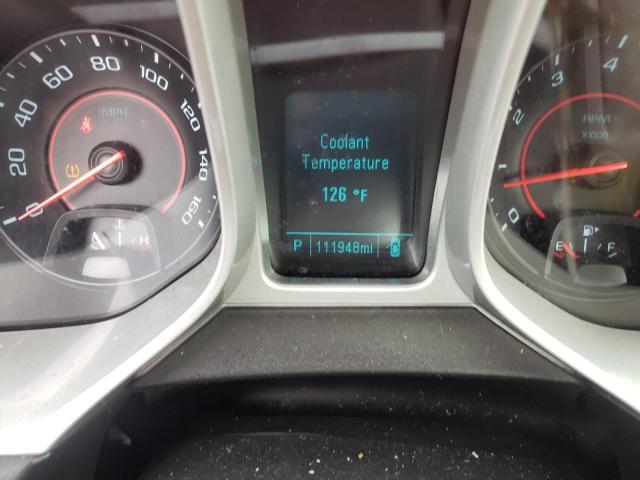 0 20 40 60 80 100 120 140 160
MPH
C H
Coolant
Temperature
126 °F
P 111948mi
0 1 2 3 4
RPM
X1000
E F